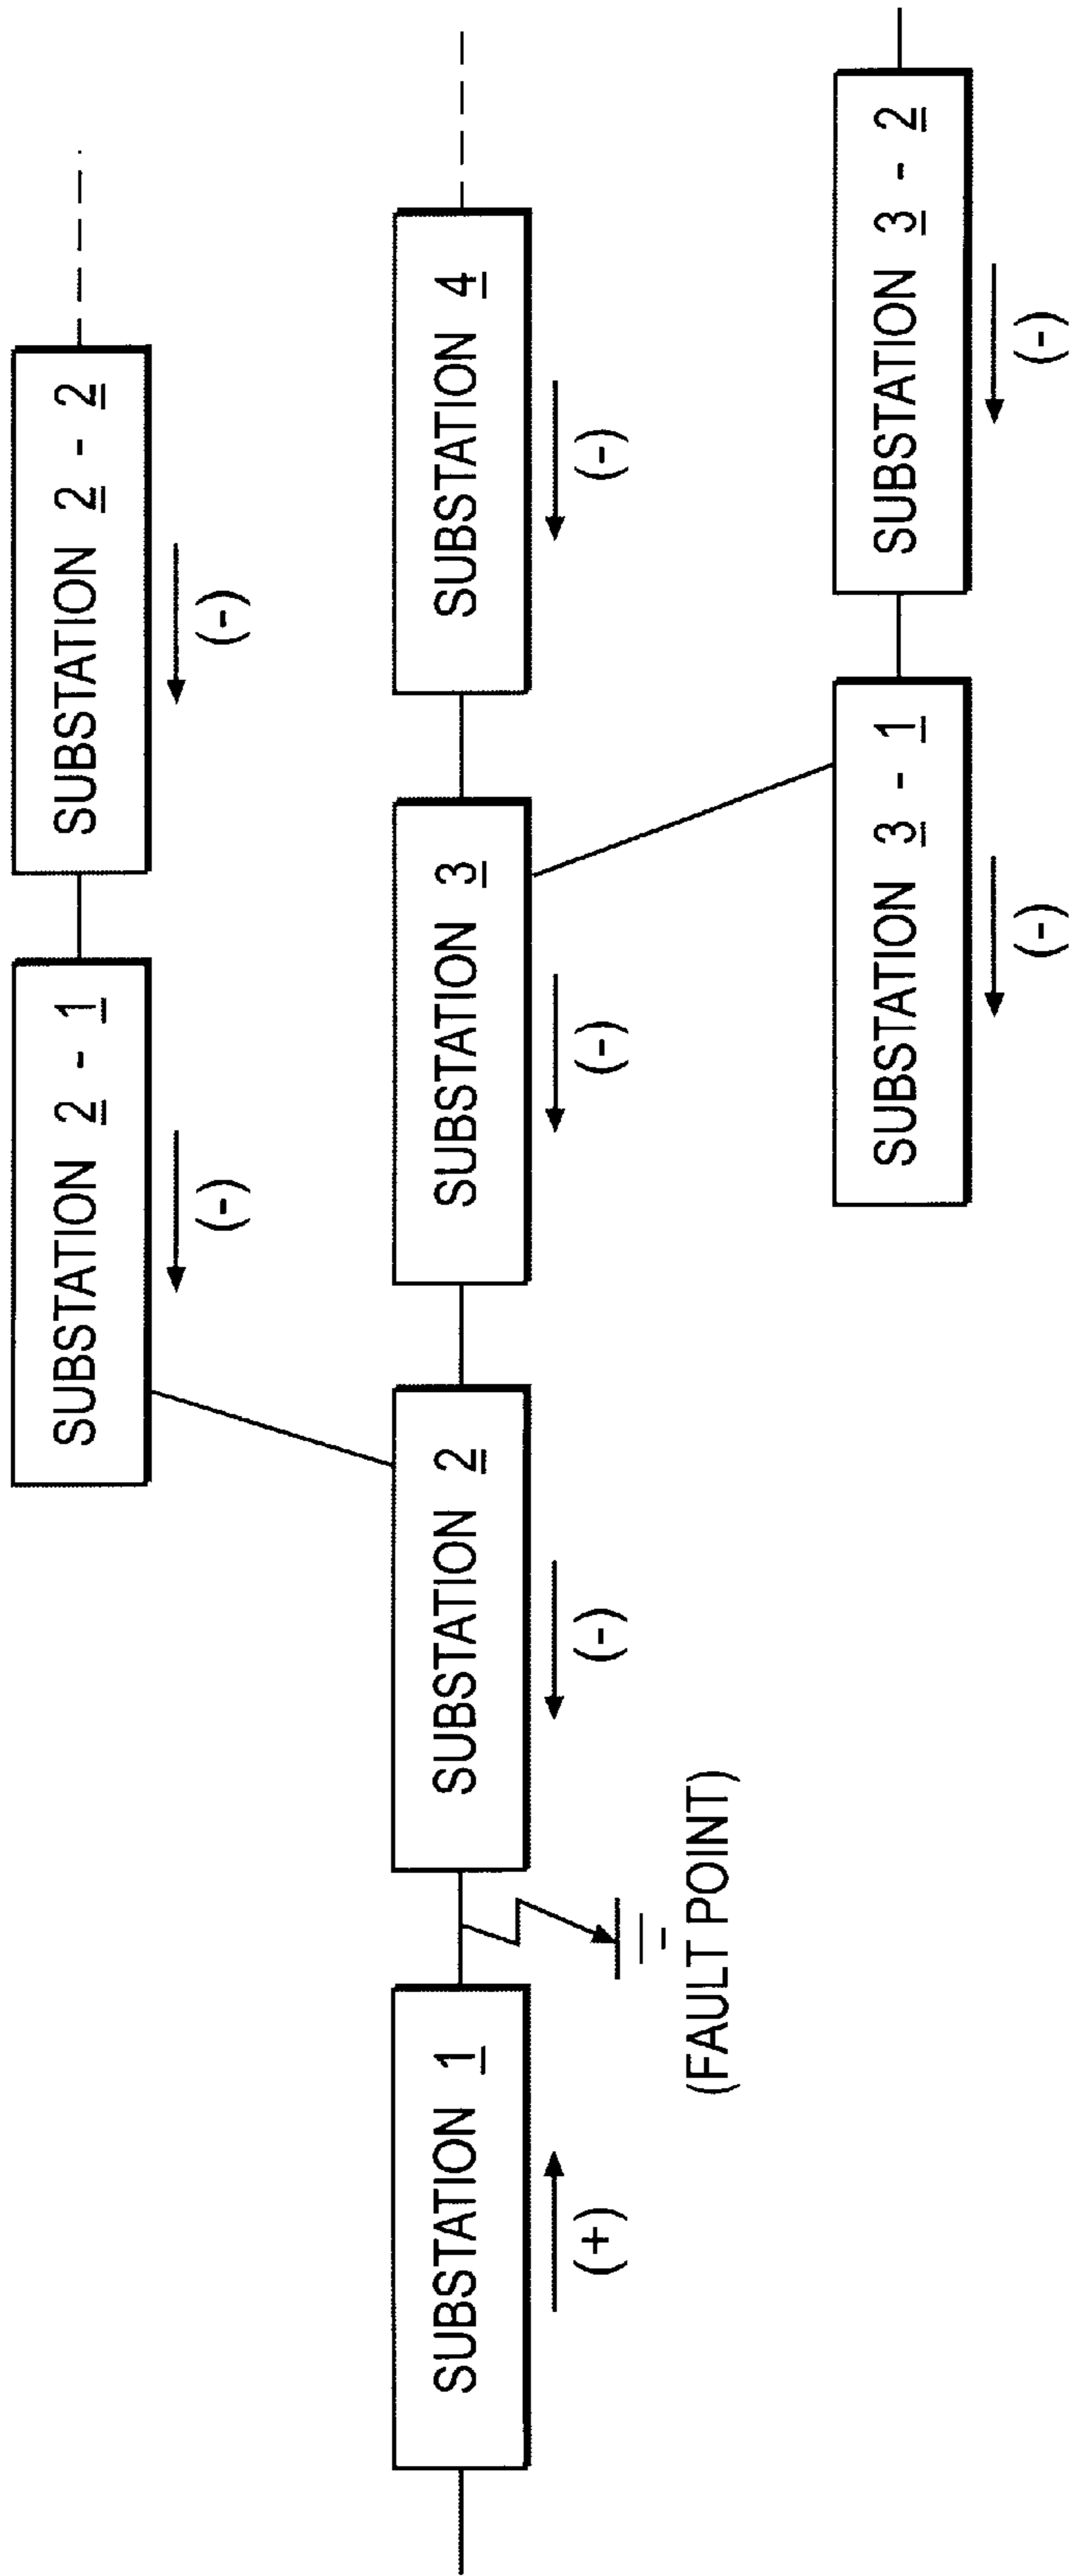 SUBSTATION 2 - 1
SUBSTATION 2 - 2
(-)
(-)
SUBSTATION 1
SUBSTATION 2
SUBSTATION 3
SUBSTATION 4
(+)
(-)
(-)
(-)
(FAULT POINT)
SUBSTATION 3 - 1
SUBSTATION 3 - 2
(-)
(-)